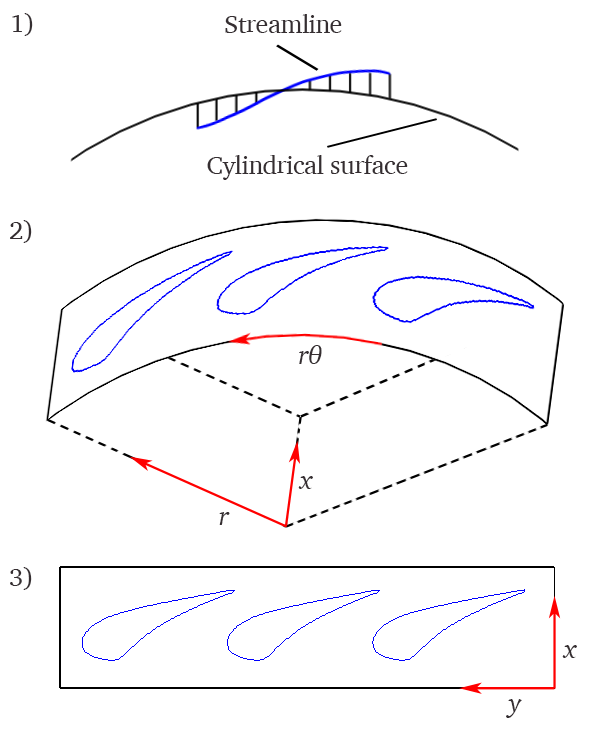 1)
Streamline
Cylindrical surface
2)
rθ
x
r
3)
x
y